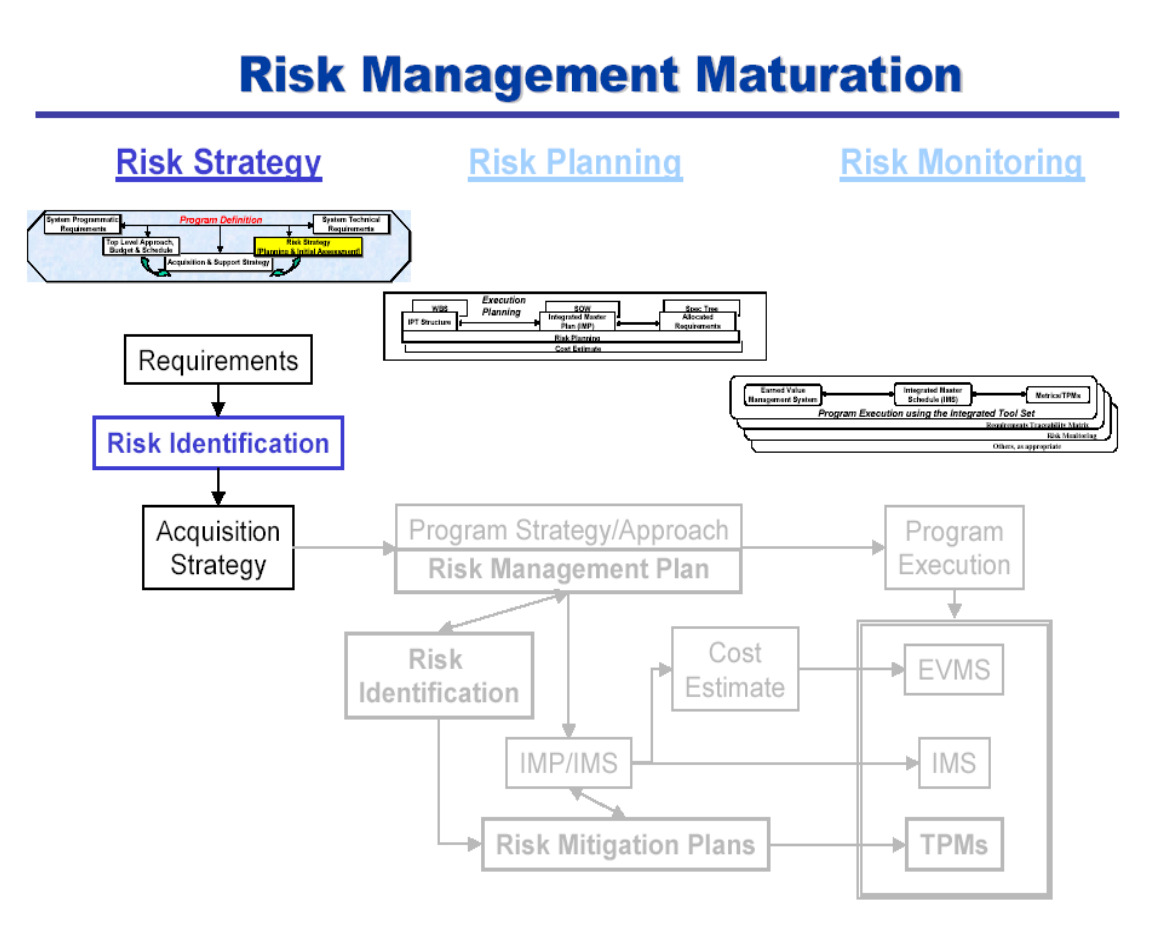 Risk Management Maturation
Risk Strategy
Risk Planning
Risk Monitoring
System Programmatic
Requirements
Program Definition
System Technical
Requirements
Top Level Approach,
Budget & Schedule
Risk Strategy
(Planning & Initial Assessment)
Acquisition & Support Strategy
WBS
Execution
Planning
SOW
Spec Tree
IPT Structure
Integrated Master
Plan (IMP)
Allocated
Requirements
Risk Planning
Cost Estimate
Earned Value
Management System
Integrated Master
Schedule (IMS)
Metrics/TPMs
Program Execution using the Integrated Tool Set
Requirements Traceability Matrix
Risk Monitoring
Others, as appropriate
Requirements
Risk Identification
Acquisition
Strategy
Program Strategy/Approach
Risk Management Plan
Program
Execution
Risk
Identification
Cost
Estimate
EVMS
IMP/IMS
IMS
Risk Mitigation Plans
TPMs